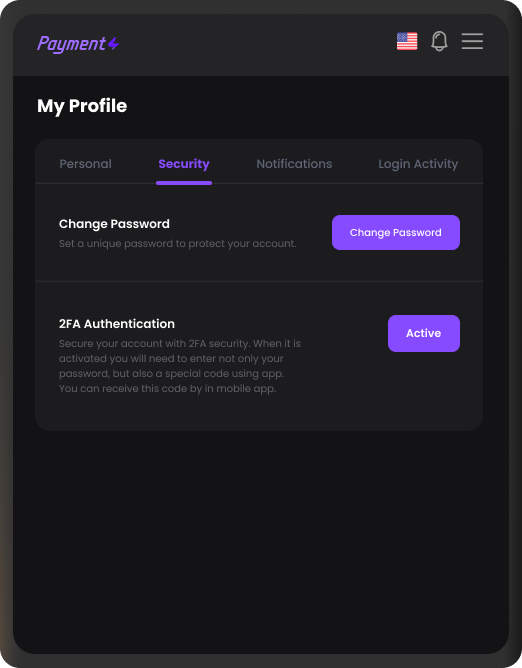 Payment
My Profile
Personal Security Notifications Login Activity
Change Password
Set a unique password to protect your account.
Change Password
2FA Authentication
Secure your account with 2FA security. When it is
activated you will need to enter not only your
password, but also a special code using app.
You can receive this code by in mobile app.
Active